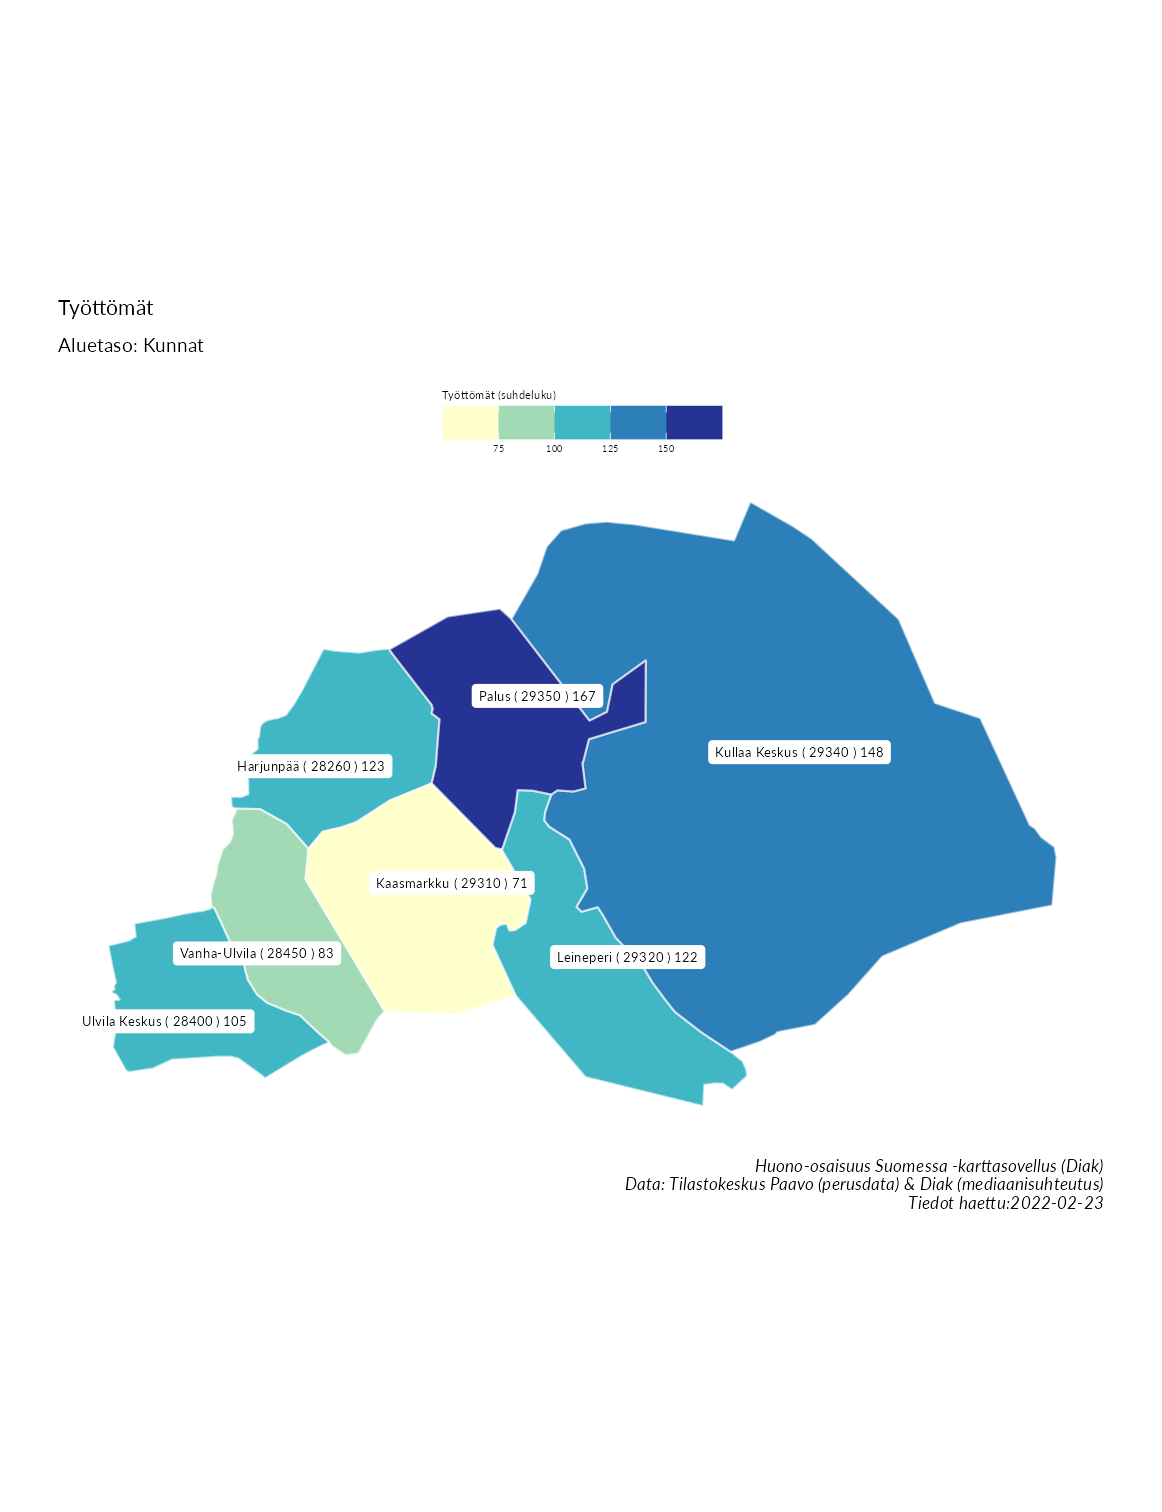 Työttömät
Aluetaso: Kunnat
Työttömät (suhdeluku)
75 100 125 150
Palus ( 29350 ) 167
Kullaa Keskus ( 29340 ) 148
Harjunpää ( 28260 ) 123
Kaasmarkku ( 29310 ) 71
Vanha-Ulvila ( 28450 ) 83
Leineperi ( 29320 ) 122
Ulvila Keskus ( 28400 ) 105
Huono-osaisuus Suomessa -karttasovellus (Diak)
Data: Tilastokeskus Paavo (perusdata) & Diak (mediaanisuhteutus)
Tiedot haettu:2022-02-23